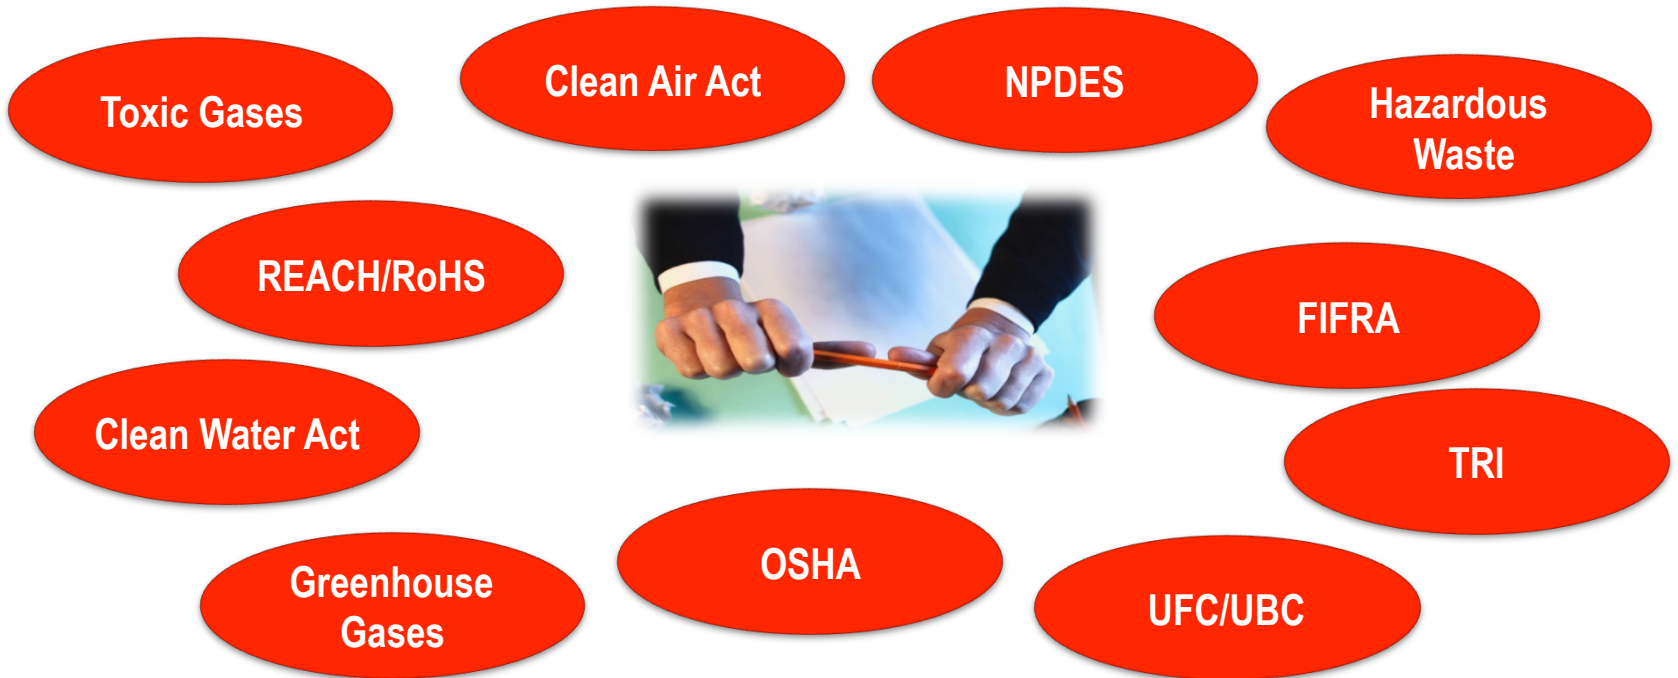 Clean Air Act
NPDES
Toxic Gases
Hazardous
Waste
REACH/RoHS
FIFRA
Clean Water Act
TRI
OSHA
Greenhouse
Gases
UFC/UBC